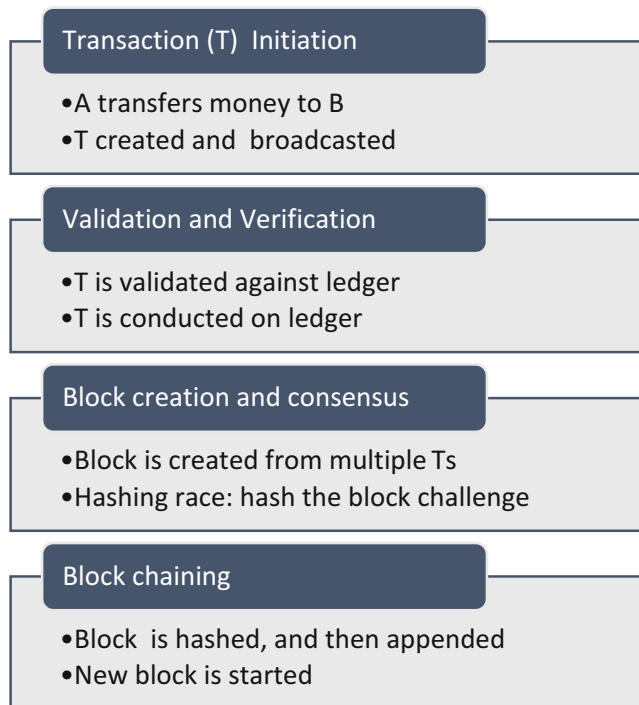 Transaction (T)  Initiation
•A transfers money to B
•T created and  broadcasted
Validation and Verification
•T is validated against ledger
•T is conducted on ledger
Block creation and consensus
•Block is created from multiple Ts
•Hashing race: hash the block challenge
Block chaining
•Block  is hashed, and then appended
•New block is started